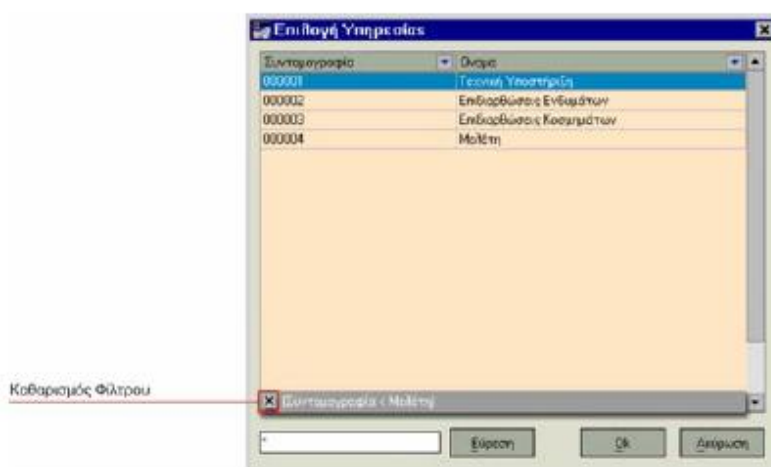 Επιλογή Υπηρεσίας
Συντομογραφία Όνομα
000001 Τεχνική Υποστήριξη
000002 Επιδιορθώσεις Ενδυμάτων
000003 Επιδιορθώσεις Κοσμημάτων
000004 Μελέτη
Καθαρισμός Φίλτρου
(Συντομογραφία < Μελέτη)
* Εύρεση Ok Ακύρωση